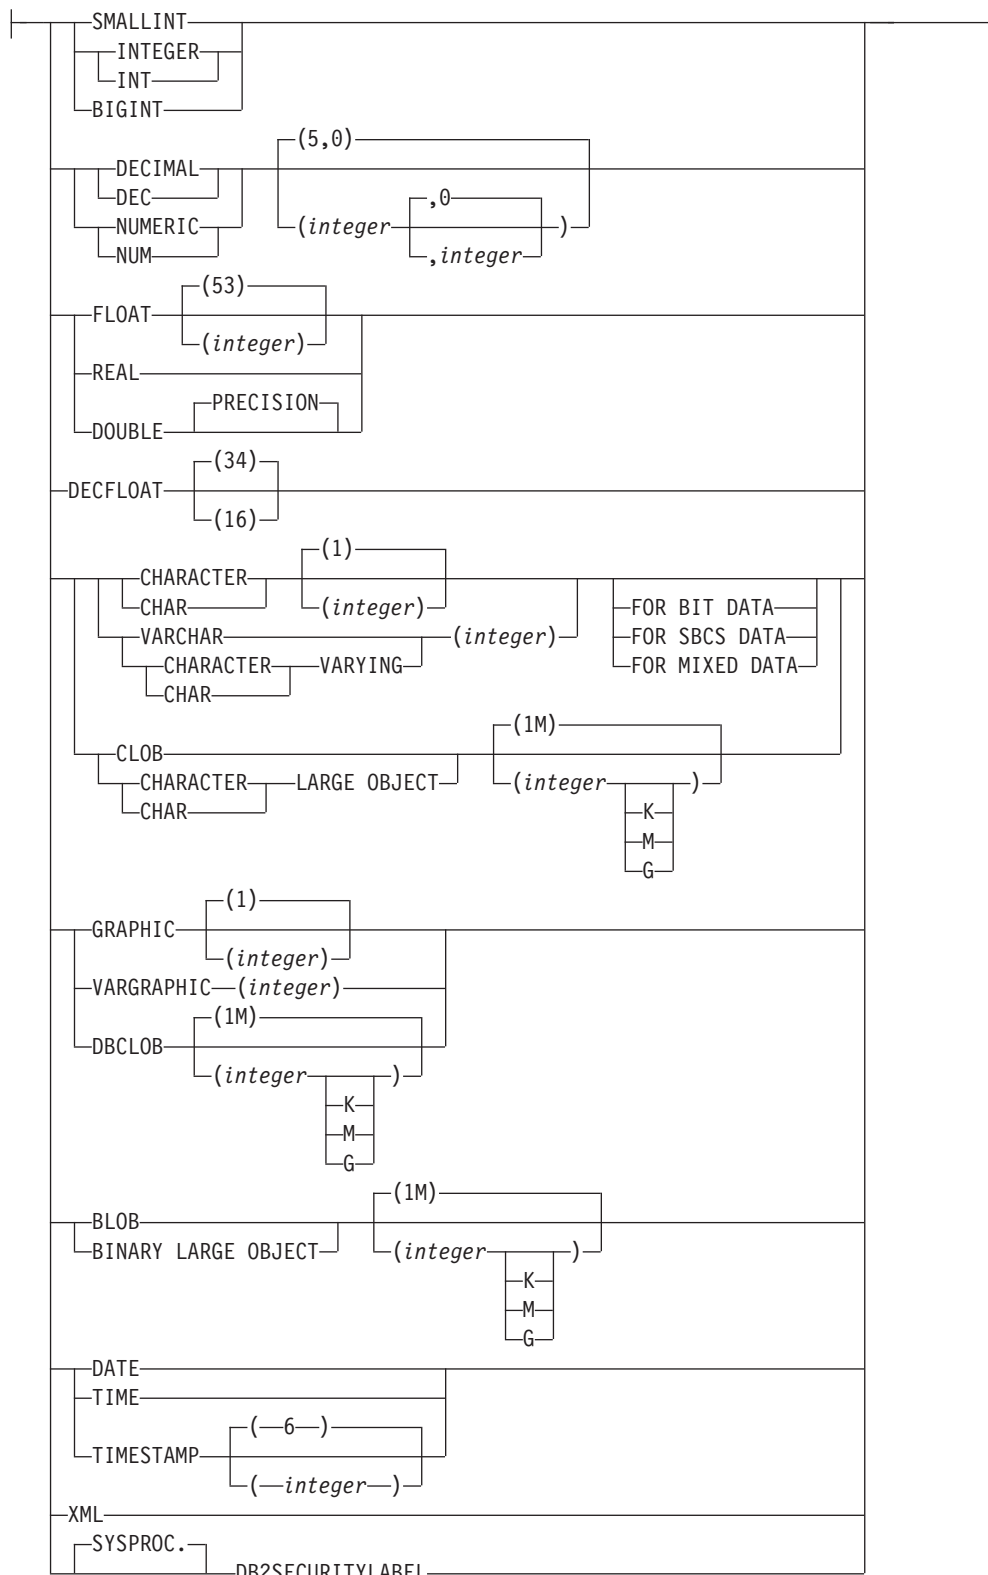 SMALLINT
INTEGER
INT
BIGINT
(5,0)
DECIMAL
DEC
,0
NUMERIC (integer )
NUM ,integer
(53)
FLOAT
(integer)
REAL
PRECISION
DOUBLE
(34)
DECFLOAT
(16)
(1)
CHARACTER
CHAR (integer) FOR BIT DATA
VARCHAR (integer) FOR SBCS DATA
CHARACTER VARYING FOR MIXED DATA
CHAR
(1M)
CLOB
CHARACTER LARGE OBJECT (integer )
CHAR K
M
G
(1)
GRAPHIC
(integer)
VARGRAPHIC (integer)
(1M)
DBCLOB
(integer )
K
M
G
(1M)
BLOB
BINARY LARGE OBJECT (integer )
K
M
G
DATE
TIME
( 6 )
TIMESTAMP
( integer )
XML
SYSPROC.
DB2SECURITYLABEL